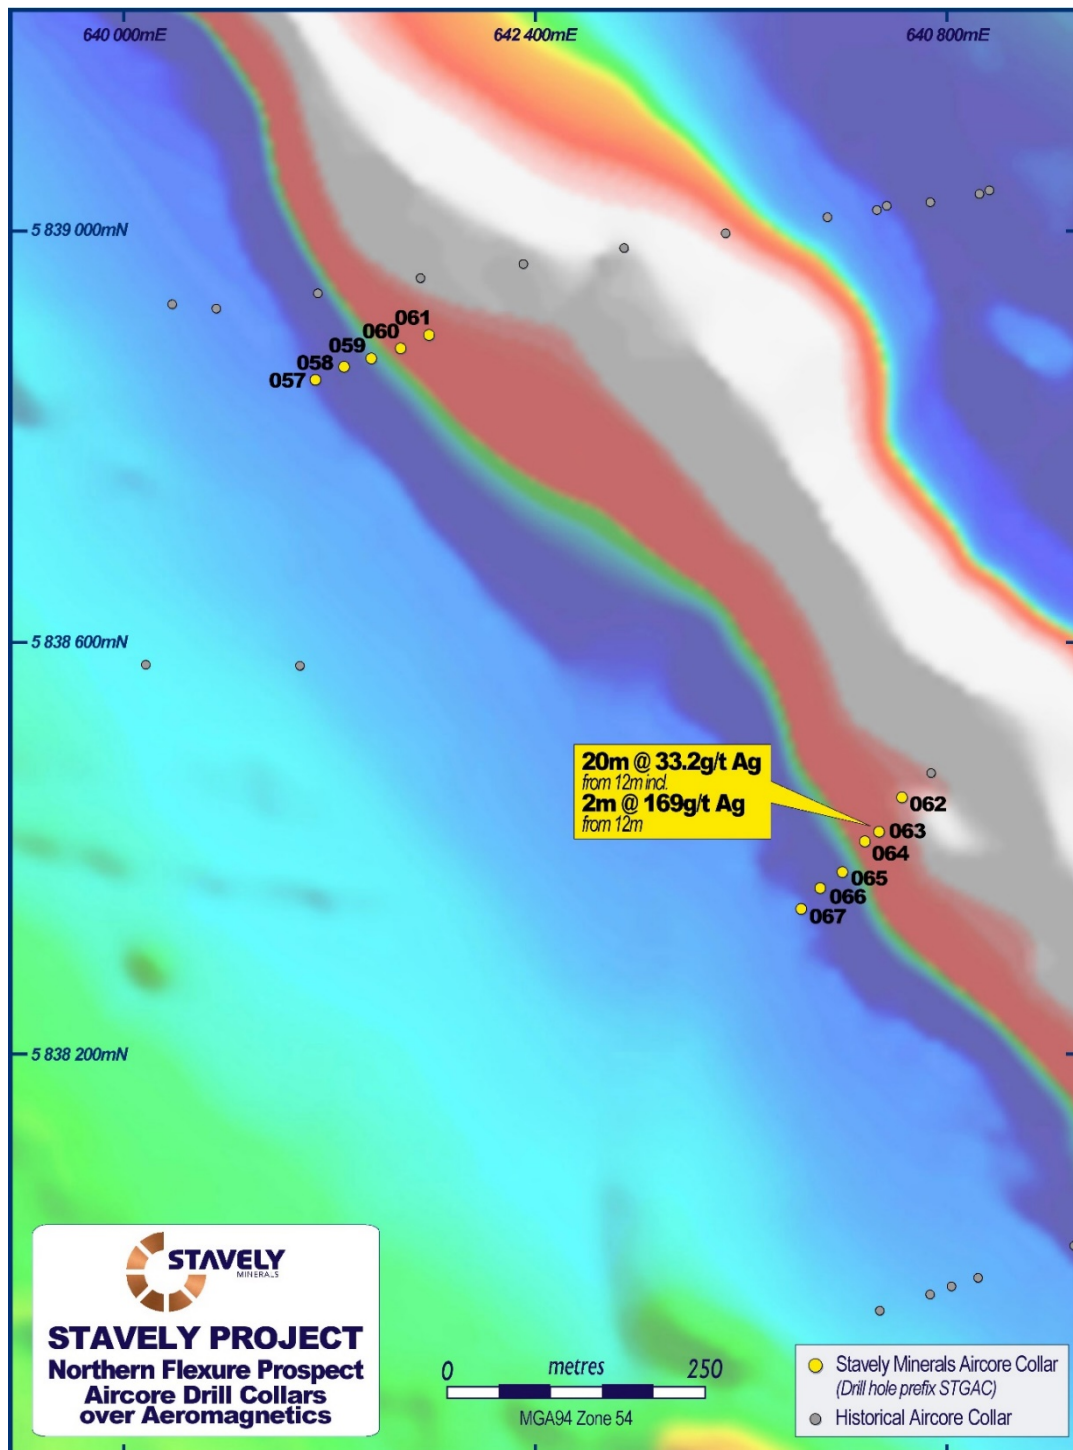 640 000mE
642 400mE
640 800mE
5 839 000mN
061
060
059
058
057
5 838 600mN
20m @ 33.2g/t Ag
from 12m incl.
2m @ 169g/t Ag
from 12m
062
063
064
065
066
067
5 838 200mN
STAVELY
MINERALS
STAVELY PROJECT
Northern Flexure Prospect
Aircore Drill Collars
over Aeromagnetics
0 metres 250
MGA94 Zone 54
Stavely Minerals Aircore Collar
(Drill hole prefix STGAC)
Historical Aircore Collar